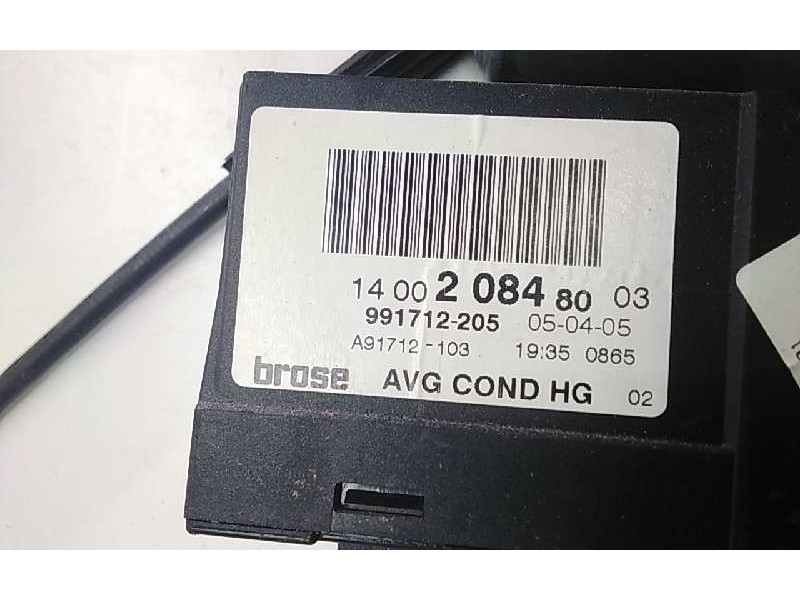 14 00 2 084 80 03
991712-205 05-04-05
A91712-103 19:35 0865
brose AVG COND HG 02